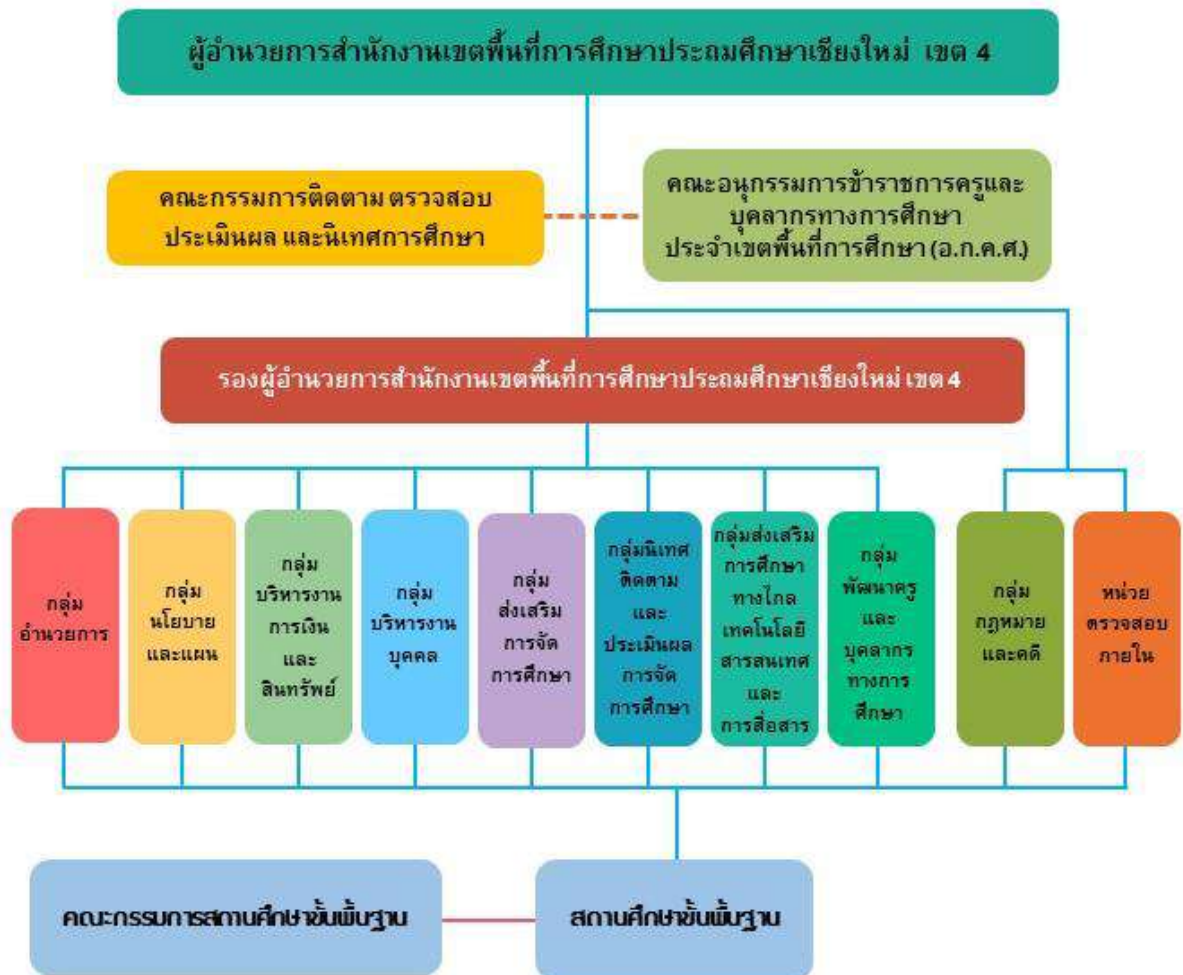 ผู้อำนวยการสำนักงานเขตพื้นที่การศึกษาประถมศึกษาเชียงใหม่ เขต 4
คณะกรรมการติดตาม ตรวจสอบ
ประเมินผล และนิเทศการศึกษา
คณะอนุกรรมการข้าราชการครูและ
บุคลากรทางการศึกษา
ประจำเขตพื้นที่การศึกษา (อ.ก.ค.ศ.)
รองผู้อำนวยการสำนักงานเขตพื้นที่การศึกษาประถมศึกษาเชียงใหม่ เขต 4
กลุ่ม
อำนวยการ
กลุ่ม
นโยบาย
และแผน
กลุ่ม
บริหารงาน
การเงิน
และ
สินทรัพย์
กลุ่ม
บริหารงาน
บุคคล
กลุ่ม
ส่งเสริม
การจัด
การศึกษา
กลุ่มนิเทศ
ติดตาม
และ
ประเมินผล
การจัด
การศึกษา
กลุ่มส่งเสริม
การศึกษา
ทางไกล
เทคโนโลยี
สารสนเทศ
และ
การสื่อสาร
กลุ่ม
พัฒนาครู
และ
บุคลากร
ทางการ
ศึกษา
กลุ่ม
กฎหมาย
และคดี
หน่วย
ตรวจสอบ
ภายใน
คณะกรรมการสถานศึกษาขั้นพื้นฐาน
สถานศึกษาขั้นพื้นฐาน